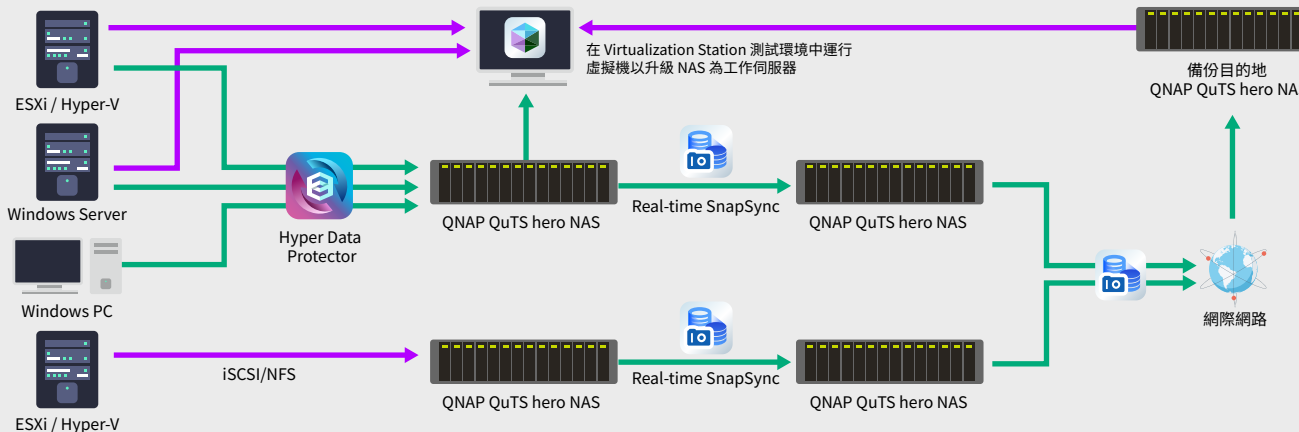 ESXi / Hyper-V
Windows Server
Windows PC
ESXi / Hyper-V
Hyper Data
Protector
iSCSI/NFS
在 Virtualization Station 測試環境中運行
虛擬機以升級 NAS 為工作伺服器
QNAP QuTS hero NAS
Real-time SnapSync
QNAP QuTS hero NAS
QNAP QuTS hero NAS
Real-time SnapSync
QNAP QuTS hero NAS
備份目的地
QNAP QuTS hero NA
網際網路